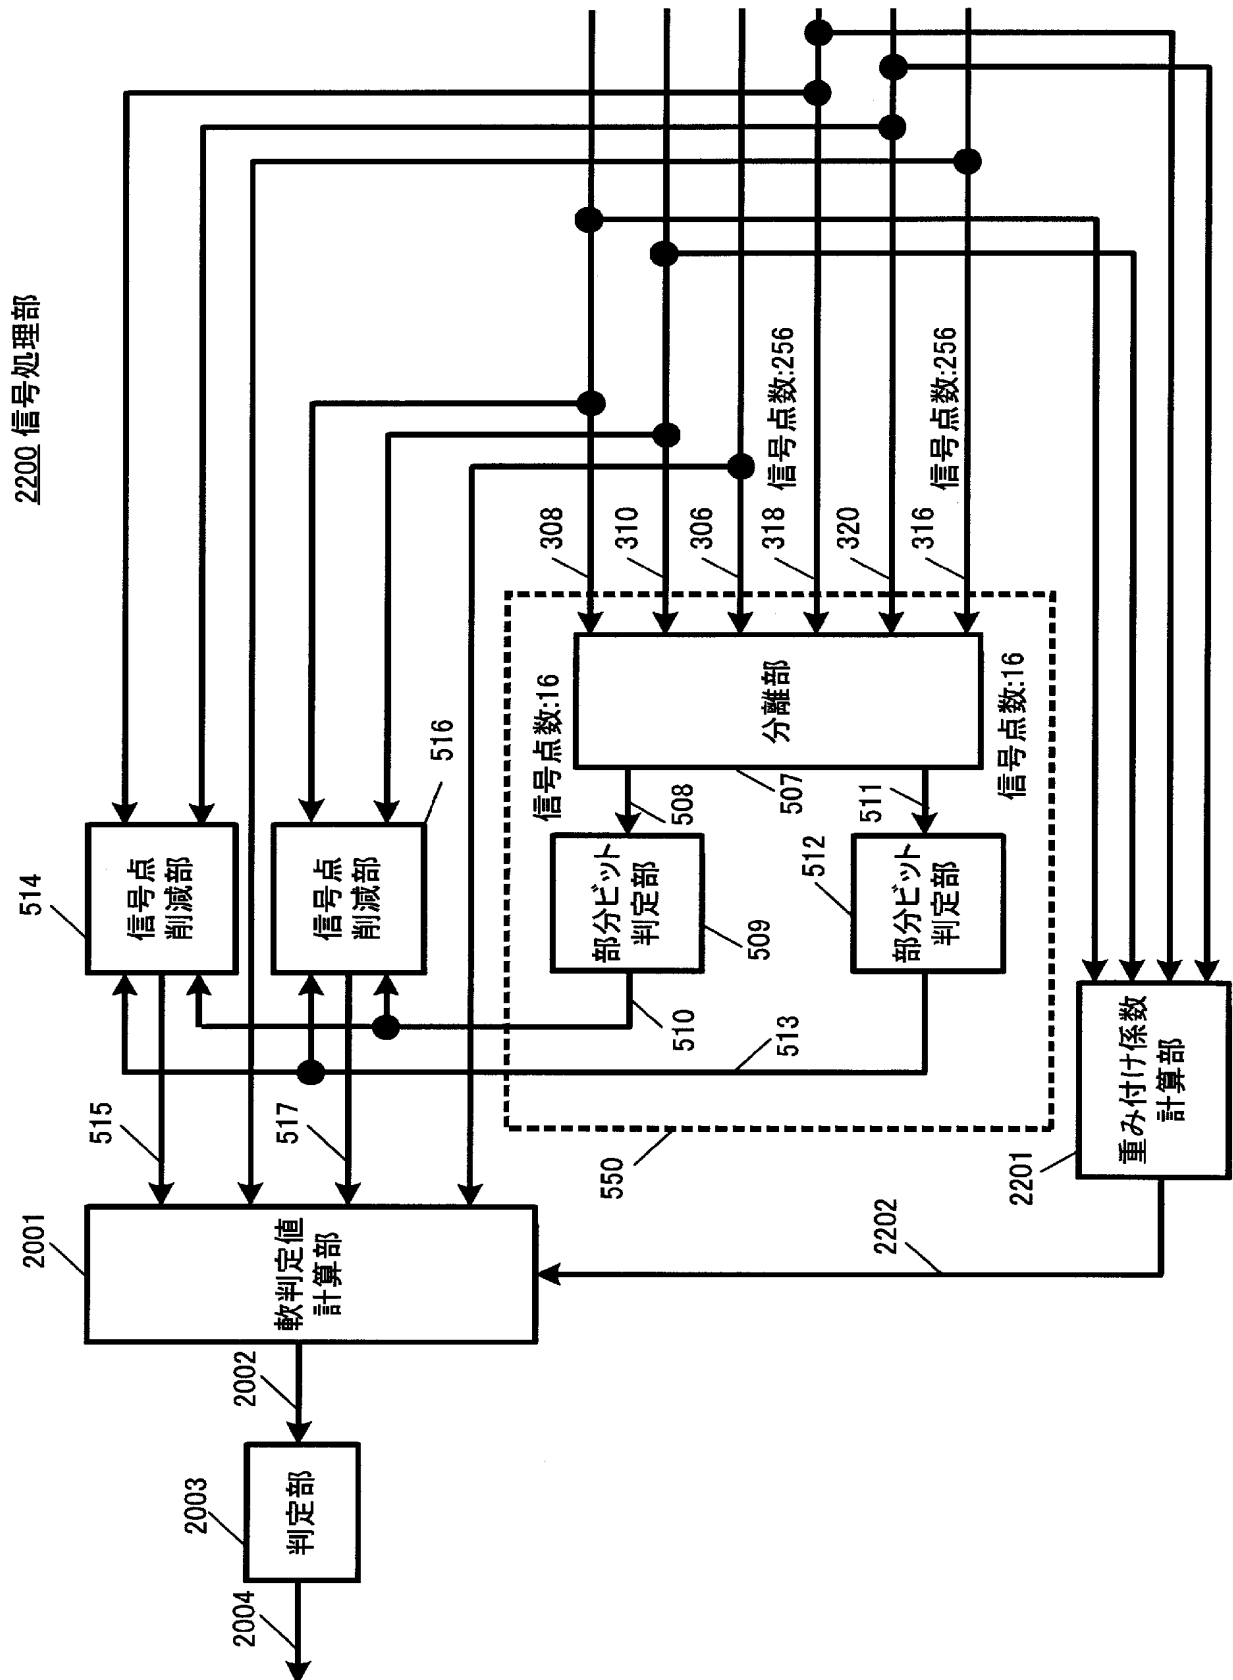 2200 信号処理部
308
310
306
318
信号点数:256
320
316
信号点数:256
分離部
507
信号点数:16
信号点数:16
508
511
部分ビット
判定部
509
512
部分ビット
判定部
510
513
550
514
信号点
削減部
516
信号点
削減部
515
517
重み付け係数
計算部
2201
2202
2001
軟判定値
計算部
2002
2003
判定部
2004